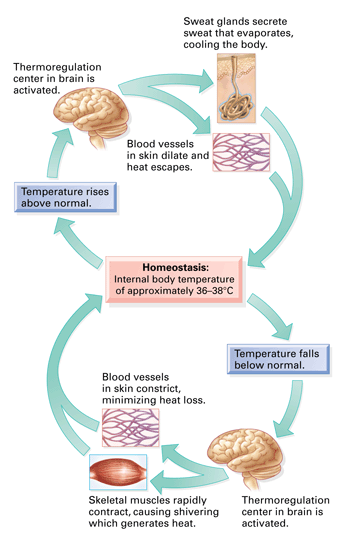 Sweat glands secrete
sweat that evaporates,
cooling the body.
Thermoregulation
center in brain is
activated.
Blood vessels
in skin dilate and
heat escapes.
Temperature rises
above normal.
Homeostasis:
Internal body temperature
of approximately 36–38°C
Temperature falls
below normal.
Blood vessels
in skin constrict,
minimizing heat loss.
Skeletal muscles rapidly
contract, causing shivering
which generates heat.
Thermoregulation
center in brain is
activated.